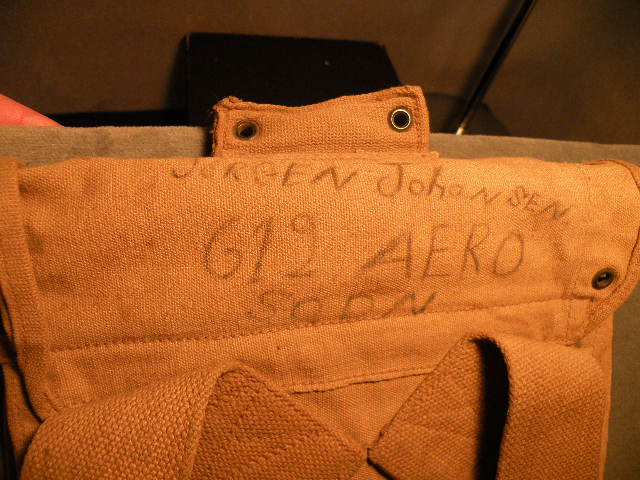 JORGEN JohanSEN.
612 AERO
SQDN